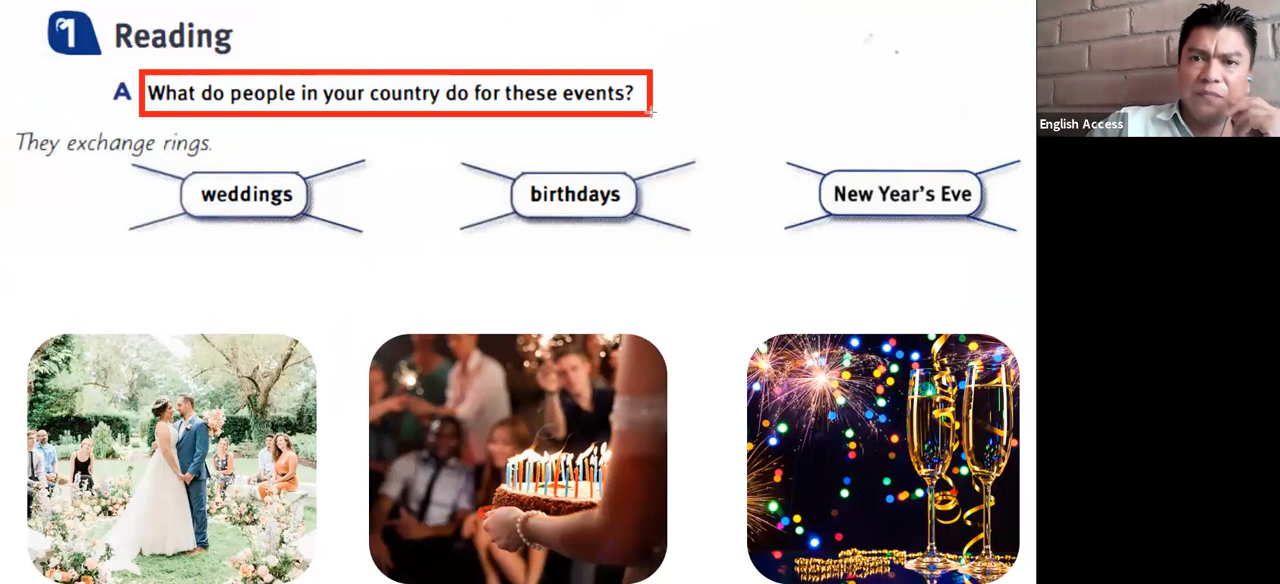 1 Reading
A What do people in your country do for these events?
They exchange rings.
weddings
birthdays
New Year's Eve
English Access